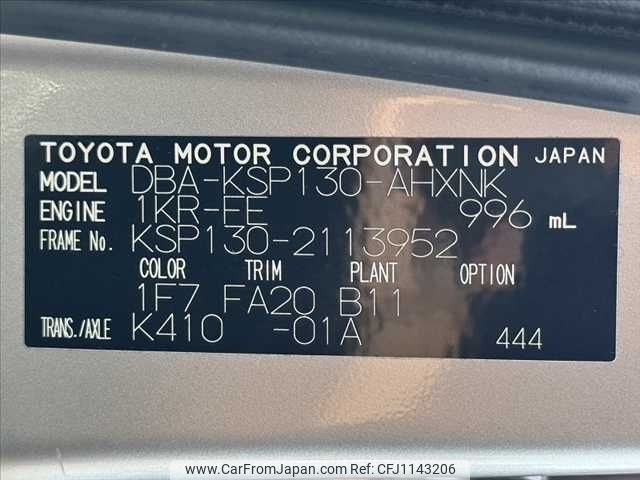 TOYOTA MOTOR CORPORATION JAPAN
MODEL DBA-KSP130-AHXNK
ENGINE 1KR-FE 996 mL
FRAME No. KSP130-2113952
COLOR TRIM PLANT OPTION
1F7 FA20 B11
TRANS./AXLE K410 -01A 444
www.CarFromJapan.com - Ref: CFJ1143206